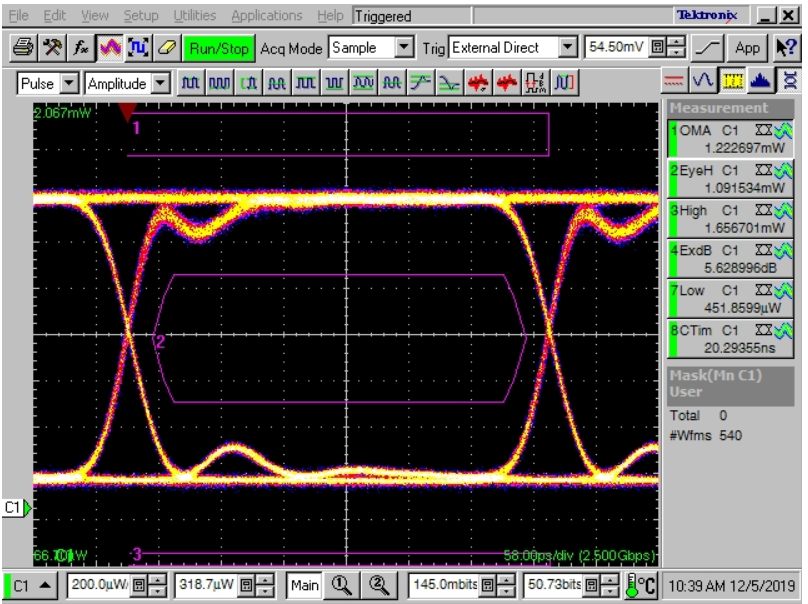 File Edit View Setup Utilities Applications Help Triggered Tektronix
Run/Stop Acq Mode Sample Trig External Direct 54.50mV App
Pulse Amplitude
2.067mW
1
2
3
C1
58.00ps/div (2.500Gbps)
Measurement
1 OMA C1
1.222697mW
2 EyeH C1
1.091534mW
3 High C1
1.656701mW
4 ExdB C1
5.628996dB
7 Low C1
451.8599µW
8 CTim C1
20.29355ns
Mask(Mn C1)
User
Total 0
#Wfms 540
C1 200.0µW/ 318.7µW Main 1 2 145.0mbits 50.73bits °C 10:39 AM 12/5/2019